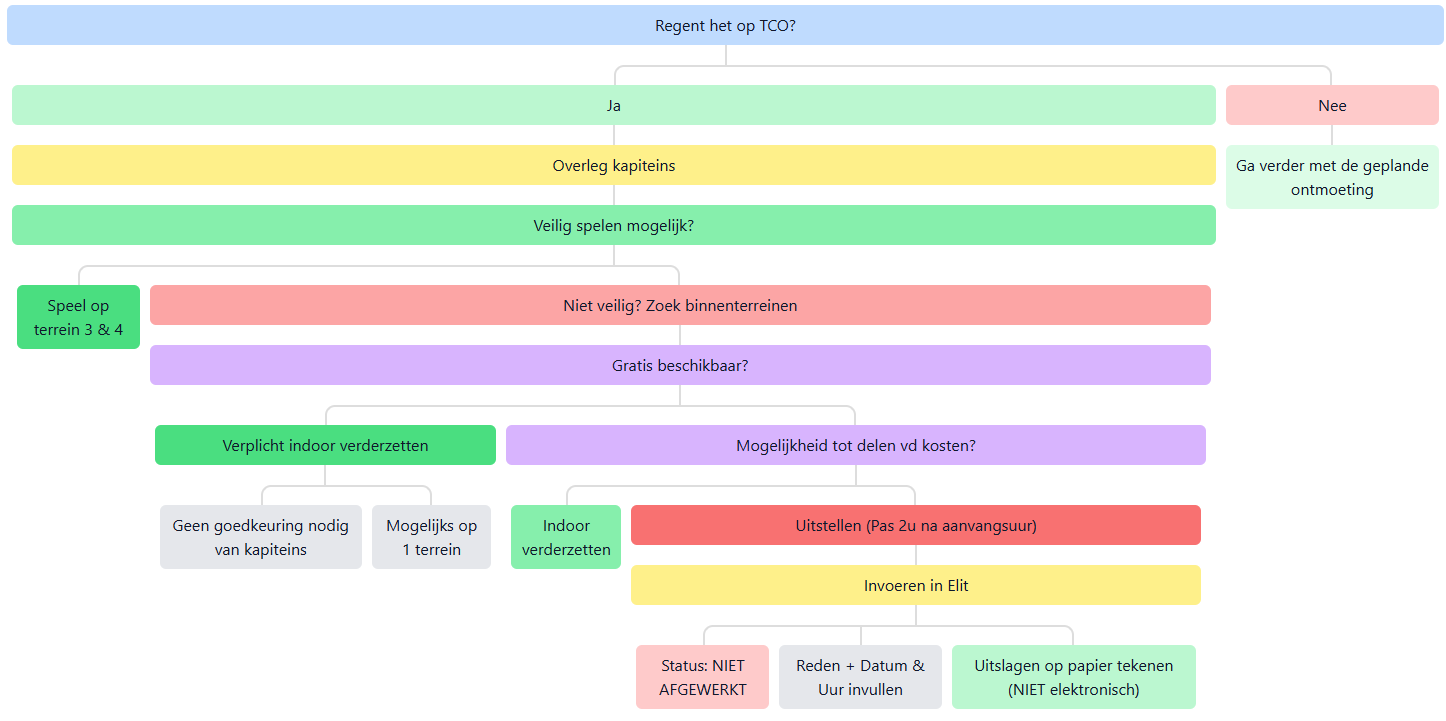 Regent het op TCO?
Ja
Nee
Overleg kapiteins
Ga verder met de geplande
ontmoeting
Veilig spelen mogelijk?
Speel op
terrein 3 & 4
Niet veilig? Zoek binnenterreinen
Gratis beschikbaar?
Verplicht indoor verderzetten
Mogelijkheid tot delen vd kosten?
Geen goedkeuring nodig
van kapiteins
Mogelijks op
1 terrein
Indoor
verderzetten
Uitstellen (Pas 2u na aanvangsuur)
Invoeren in Elit
Status: NIET
AFGEWERKT
Reden + Datum &
Uur invullen
Uitslagen op papier tekenen
(NIET elektronisch)